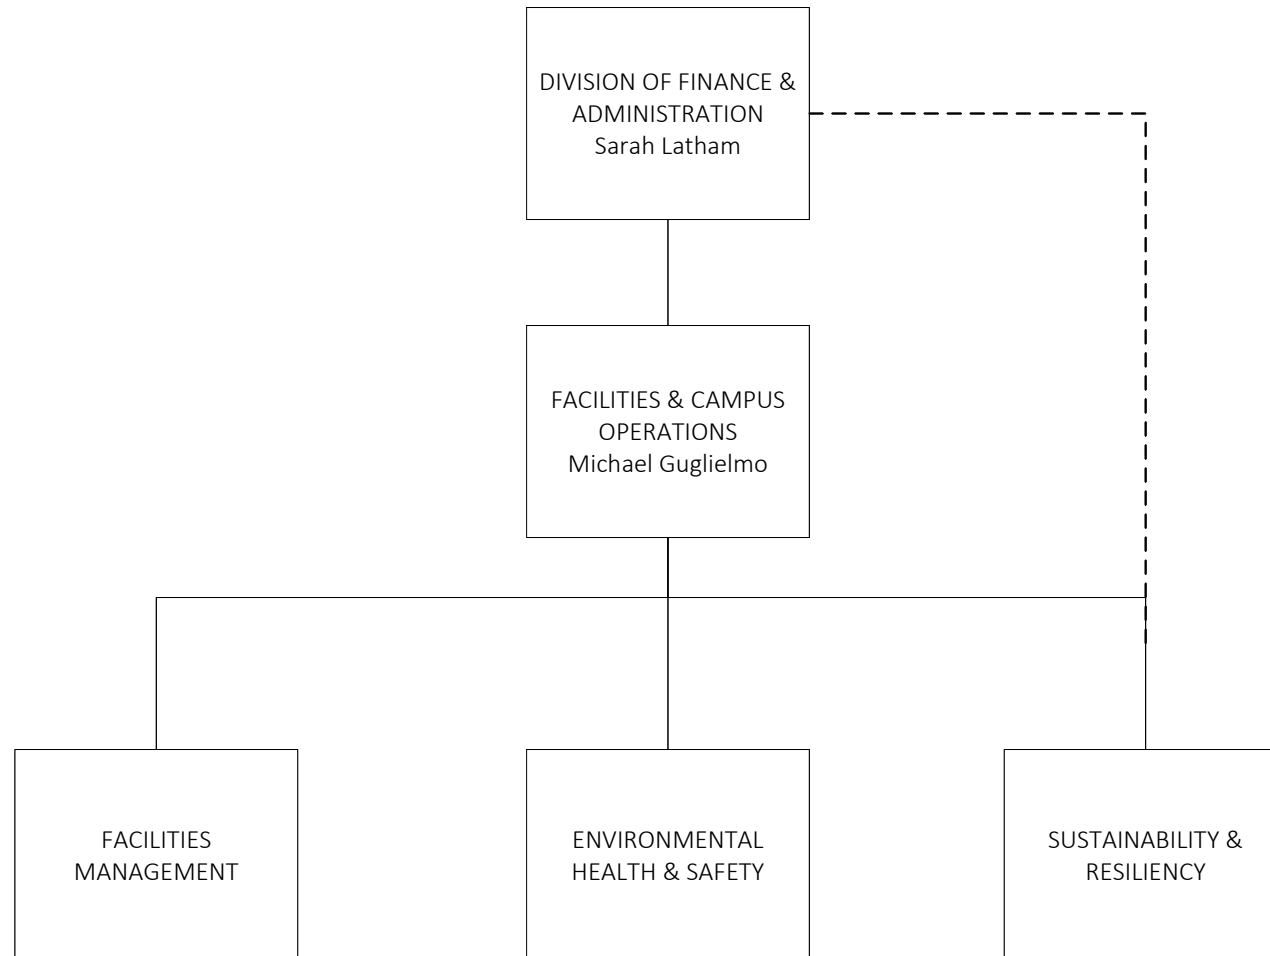 DIVISION OF FINANCE &
ADMINISTRATION
Sarah Latham
FACILITIES & CAMPUS
OPERATIONS
Michael Guglielmo
FACILITIES
MANAGEMENT
ENVIRONMENTAL
HEALTH & SAFETY
SUSTAINABILITY &
RESILIENCY